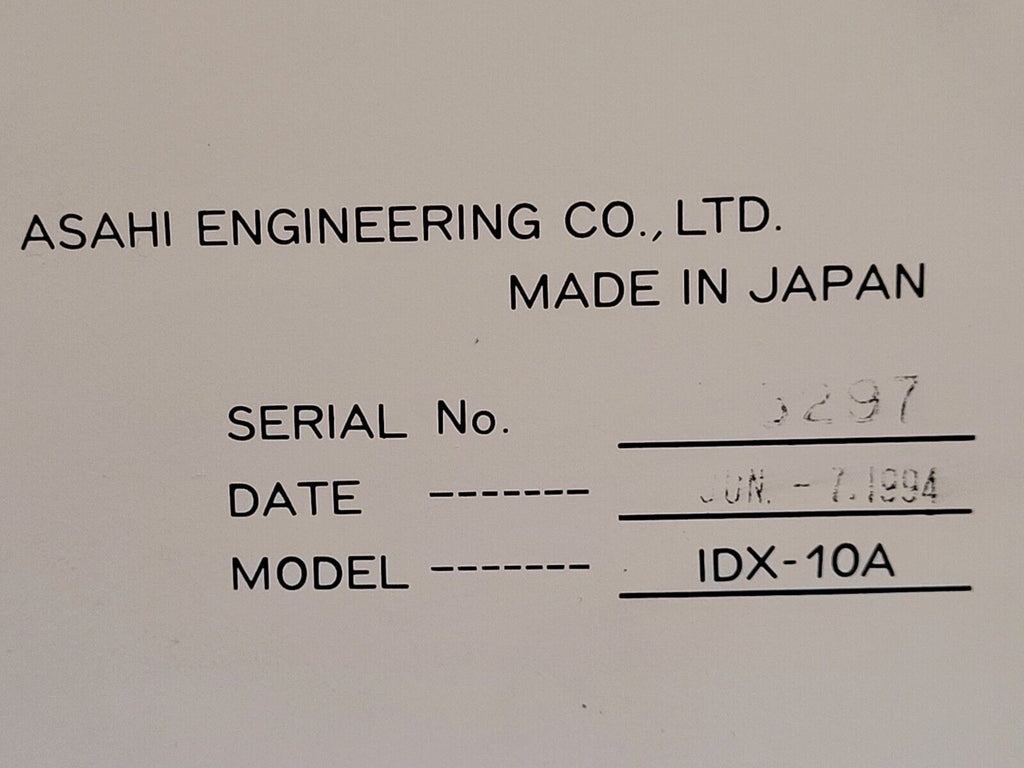 ASAHI ENGINEERING CO., LTD.
MADE IN JAPAN
SERIAL No.
DATE ------- JUN. - 7. 1994
MODEL ------- IDX-10A